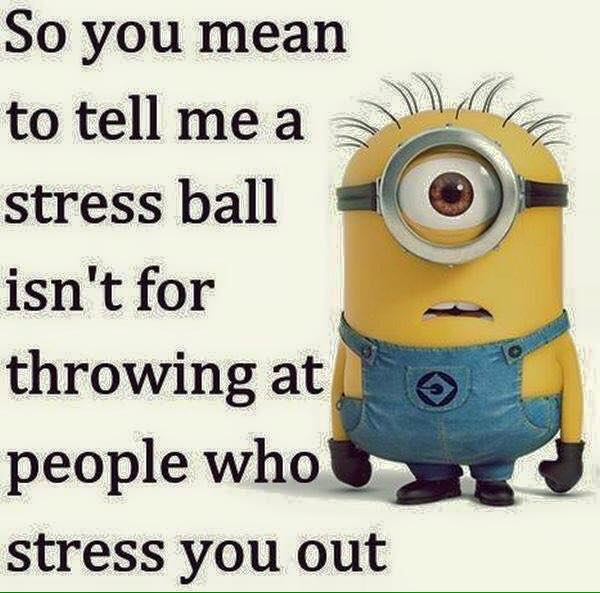 So you mean
to tell me a
stress ball
isn't for
throwing at
people who
stress you out